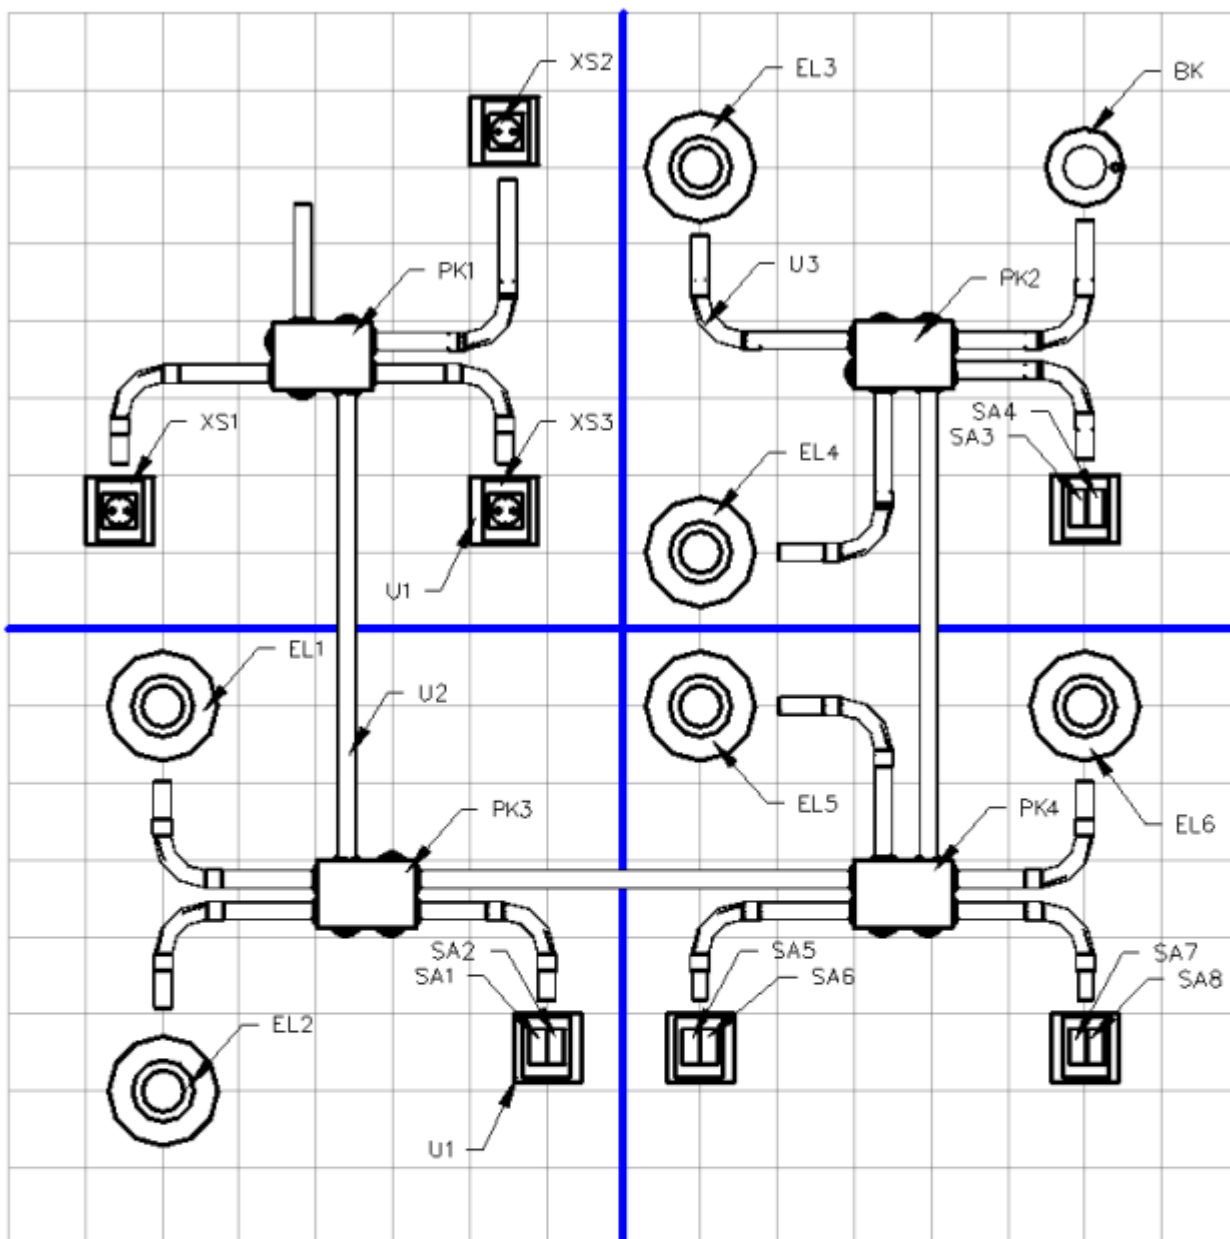 XS2
EL3
BK
PK1
U3
PK2
XS1
XS3
SA4
SA3
EL4
U1
EL1
U2
PK3
EL5
PK4
EL6
SA2
SA1
SA5
SA6
SA7
SA8
EL2
U1